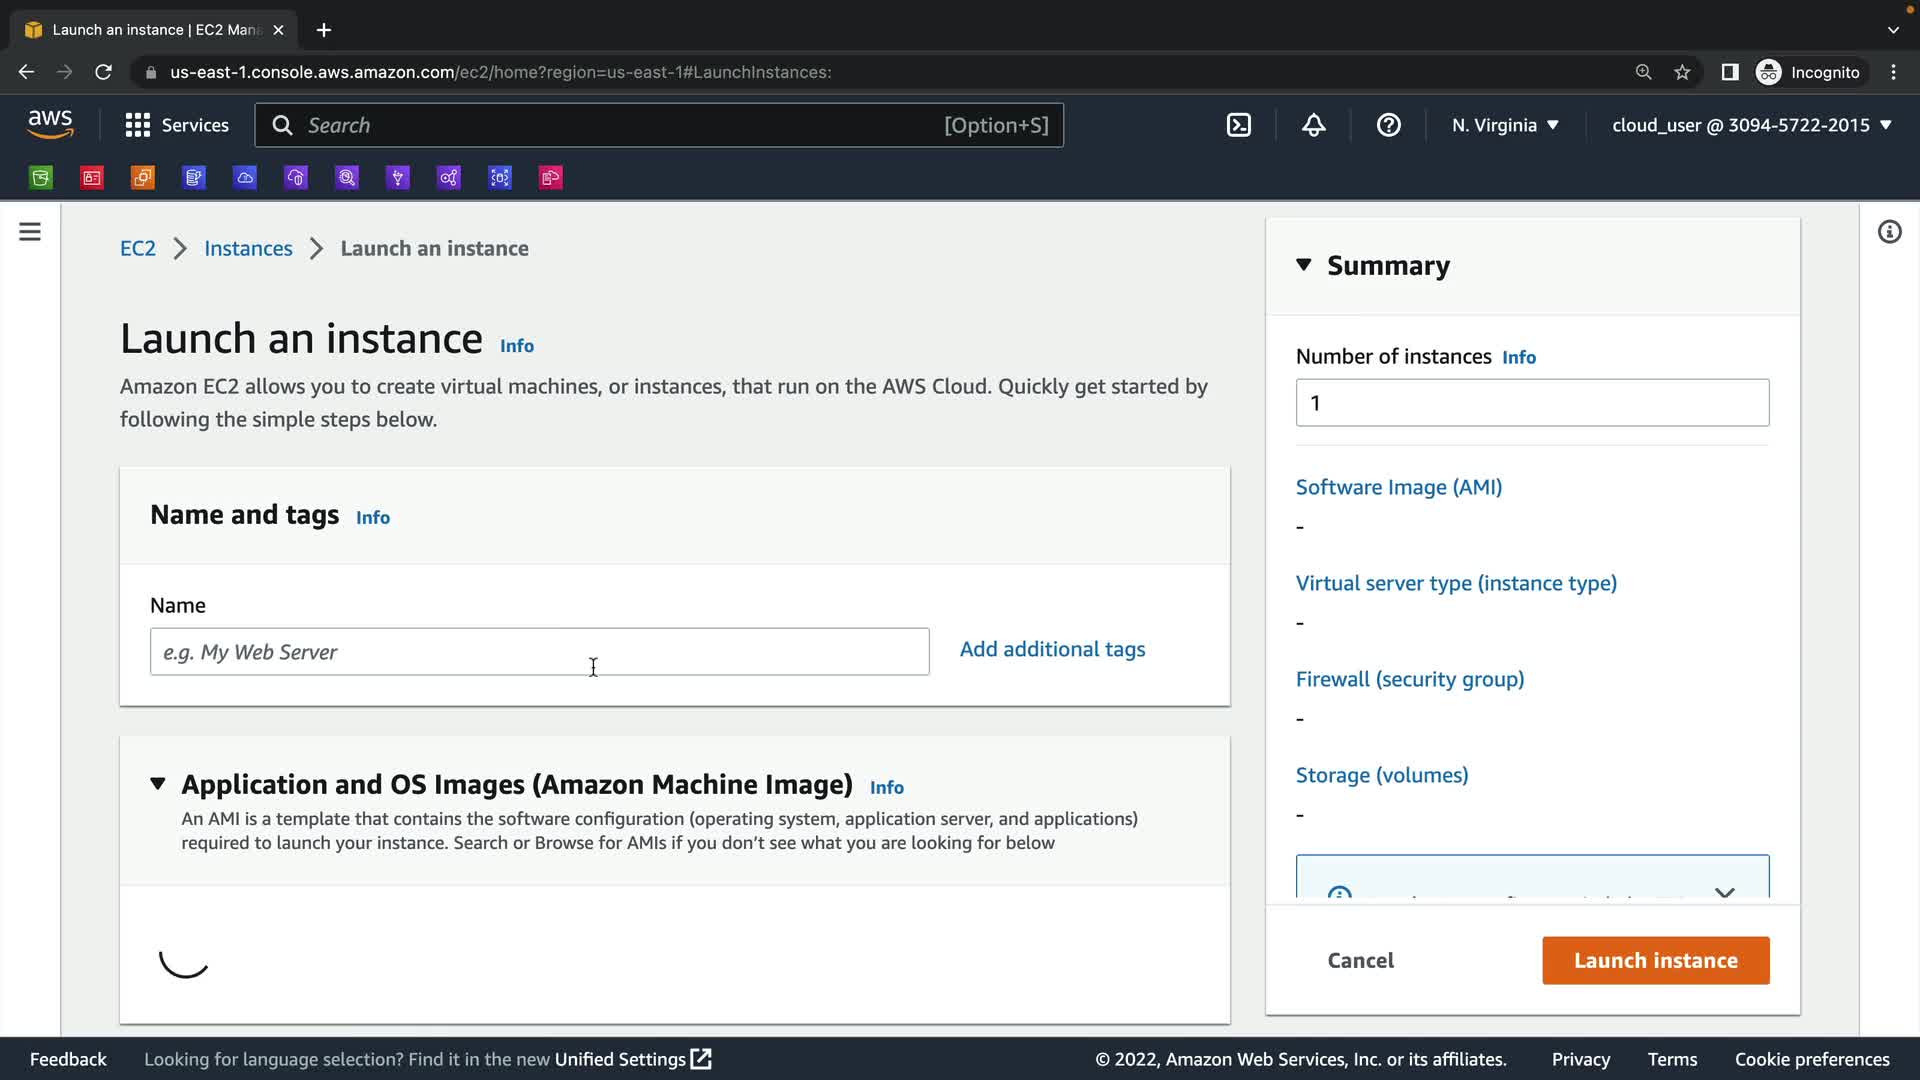 Launch an instance | EC2 Mana
us-east-1.console.aws.amazon.com/ec2/home?region=us-east-1#LaunchInstances:
Incognito
aws
Services
Search
[Option+S]
N. Virginia
cloud_user @ 3094-5722-2015
EC2
Instances
Launch an instance
Launch an instance Info
Amazon EC2 allows you to create virtual machines, or instances, that run on the AWS Cloud. Quickly get started by
following the simple steps below.
Name and tags Info
Name
e.g. My Web Server
Add additional tags
Application and OS Images (Amazon Machine Image) Info
An AMI is a template that contains the software configuration (operating system, application server, and applications)
required to launch your instance. Search or Browse for AMIs if you don't see what you are looking for below
Summary
Number of instances Info
1
Software Image (AMI)
-
Virtual server type (instance type)
-
Firewall (security group)
-
Storage (volumes)
-
Cancel
Launch instance
Feedback
Looking for language selection? Find it in the new Unified Settings
© 2022, Amazon Web Services, Inc. or its affiliates.
Privacy
Terms
Cookie preferences